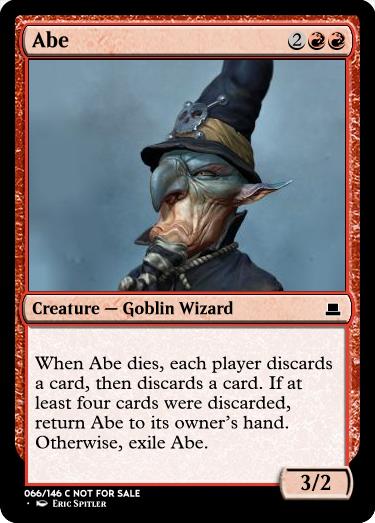 Abe 2
Creature — Goblin Wizard
When Abe dies, each player discards
a card, then discards a card. If at
least four cards were discarded,
return Abe to its owner's hand.
Otherwise, exile Abe.
3/2
066/146 C NOT FOR SALE
· Eric Spitler